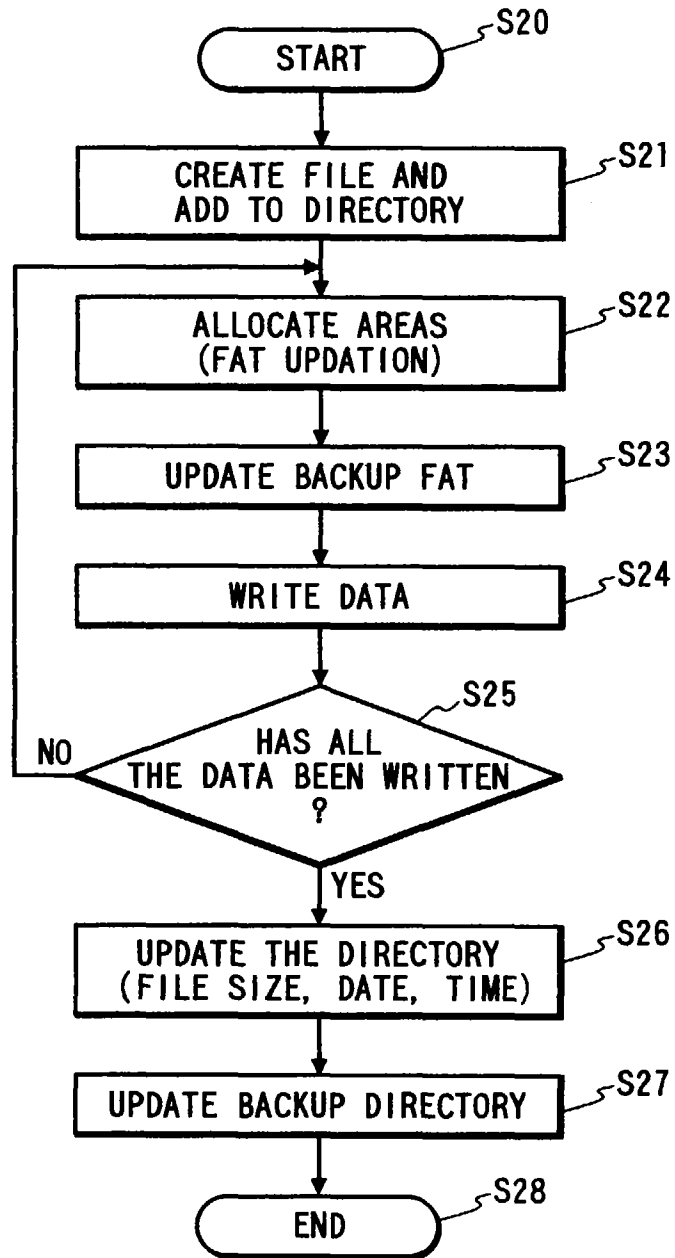 S20
START
S21
CREATE FILE AND
ADD TO DIRECTORY
S22
ALLOCATE AREAS
(FAT UPDATION)
S23
UPDATE BACKUP FAT
S24
WRITE DATA
S25
HAS ALL
THE DATA BEEN WRITTEN
?
NO
YES
S26
UPDATE THE DIRECTORY
(FILE SIZE, DATE, TIME)
S27
UPDATE BACKUP DIRECTORY
S28
END